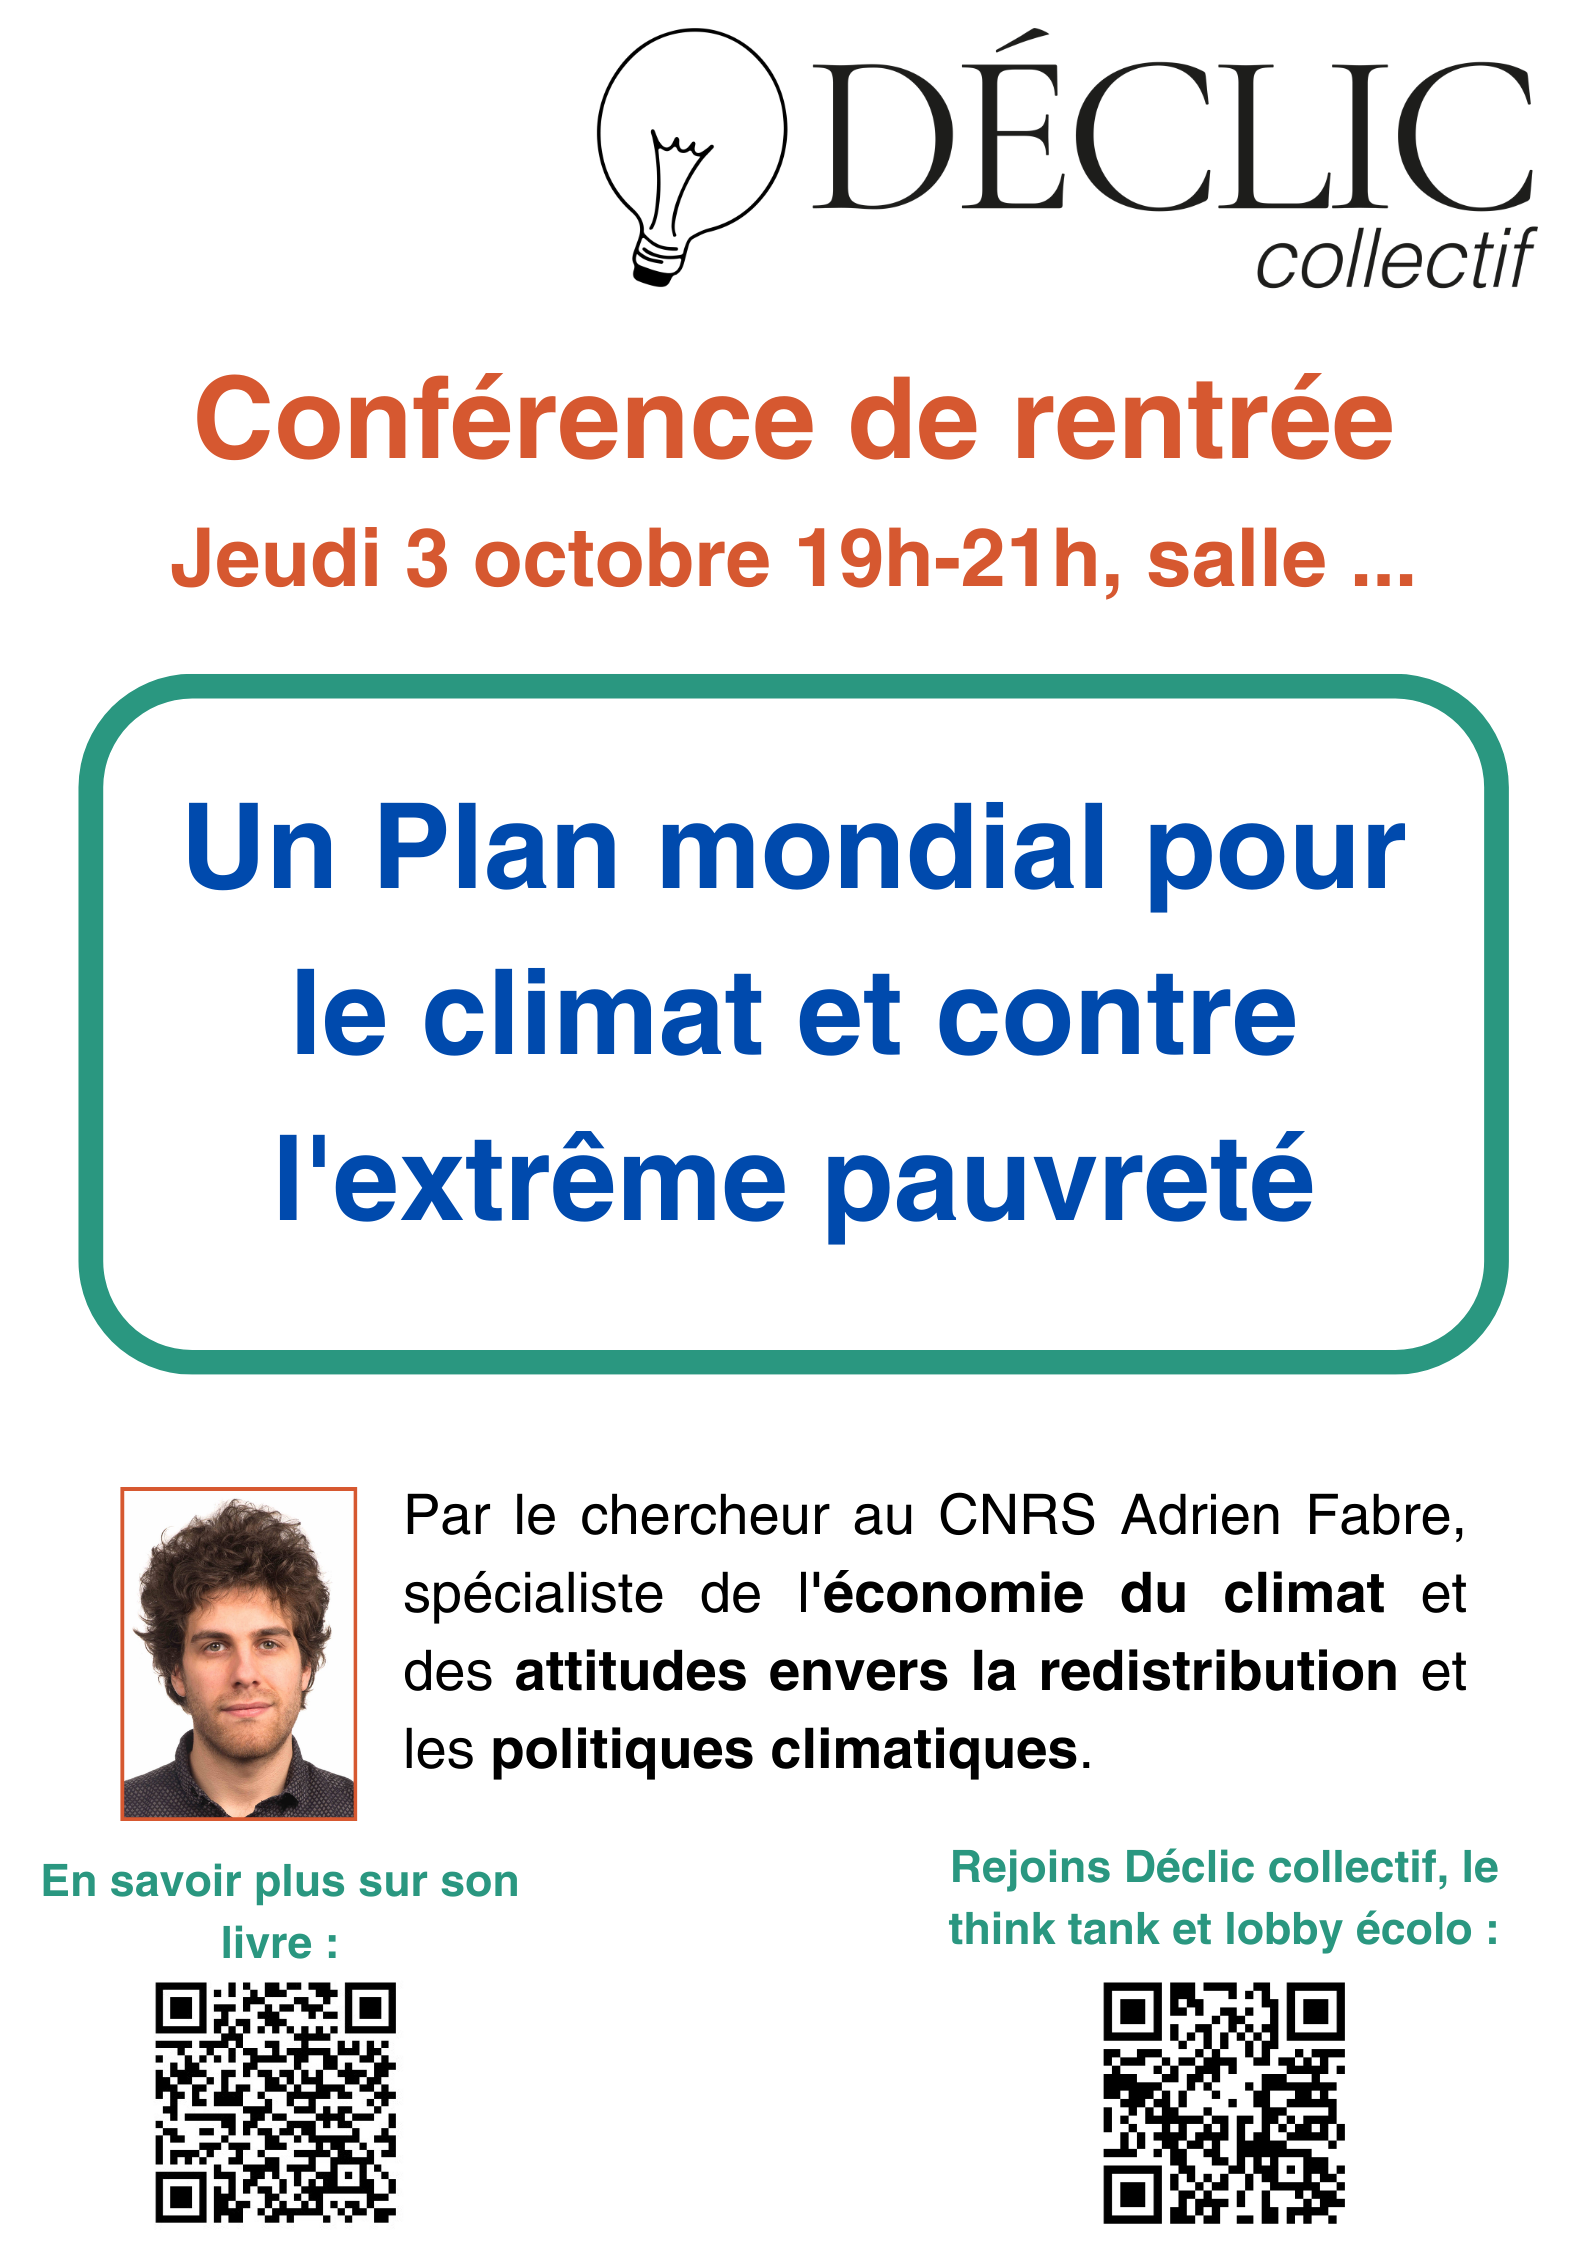 DÉCLIC
collectif
Conférence de rentrée
Jeudi 3 octobre 19h-21h, salle ...
Un Plan mondial pour
le climat et contre
l'extrême pauvreté
Par le chercheur au CNRS Adrien Fabre,
spécialiste de l'économie du climat et
des attitudes envers la redistribution et
les politiques climatiques.
En savoir plus sur son
livre :
Rejoins Déclic collectif, le
think tank et lobby écolo :